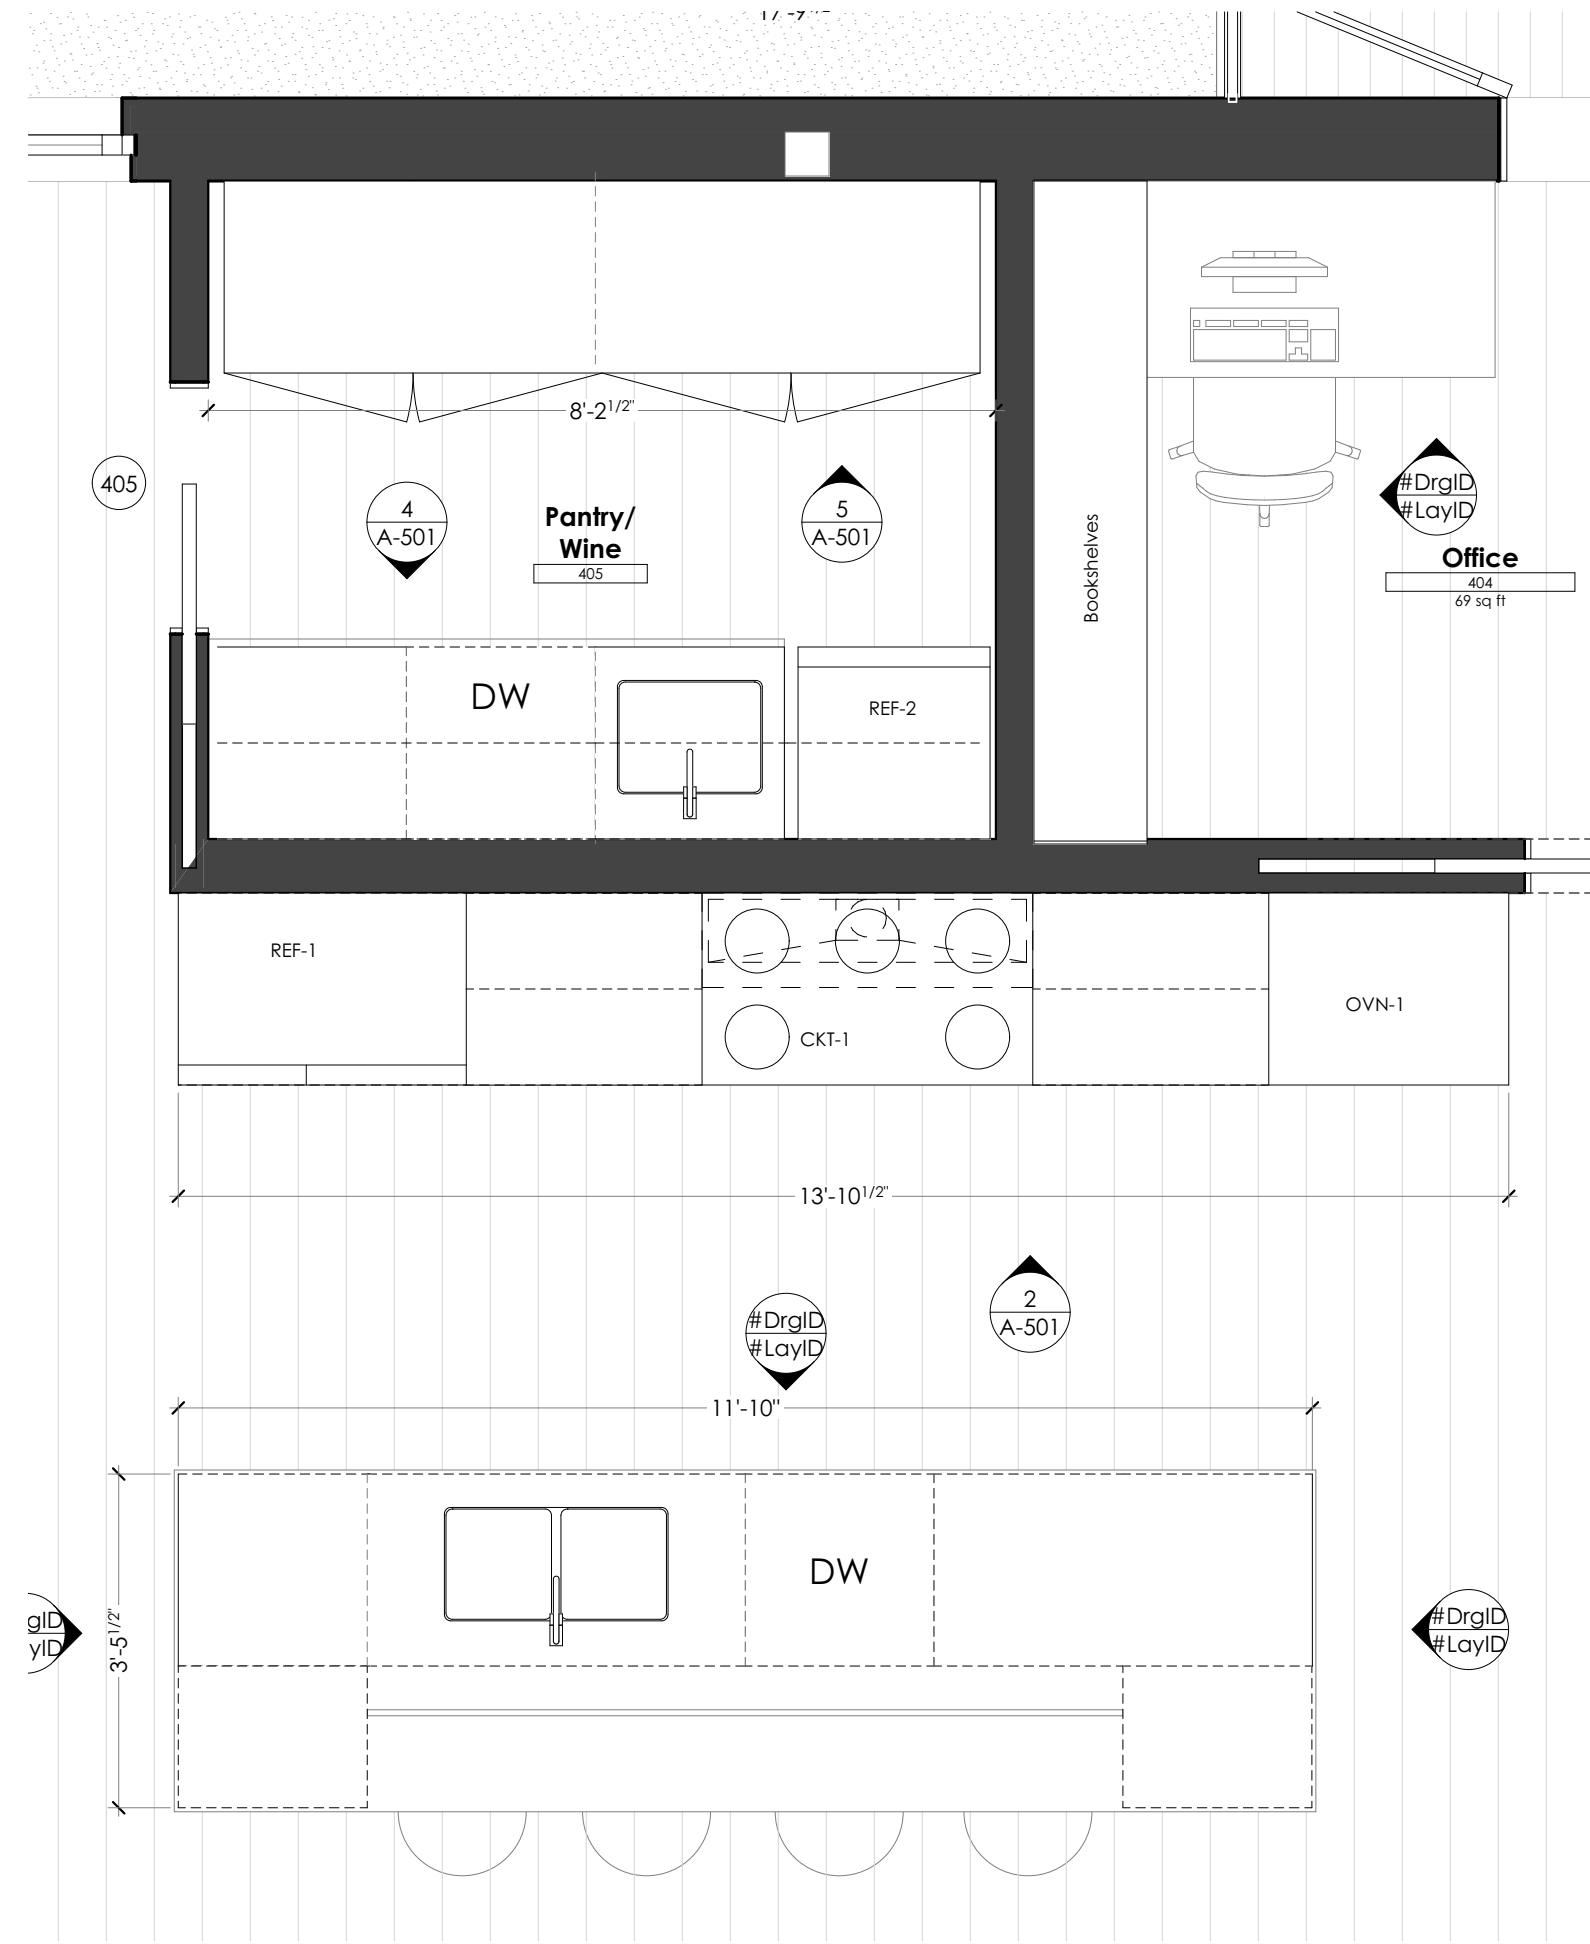 8'-2 1/2"
405
4
A-501
Pantry/
Wine
405
5
A-501
Bookshelves
#DrgID
#LayID
Office
404
69 sq ft
DW
REF-2
REF-1
CKT-1
OVN-1
13'-10 1/2"
#DrgID
#LayID
2
A-501
11'-10"
DW
3'-5 1/2"
rgID
yID
#DrgID
#LayID